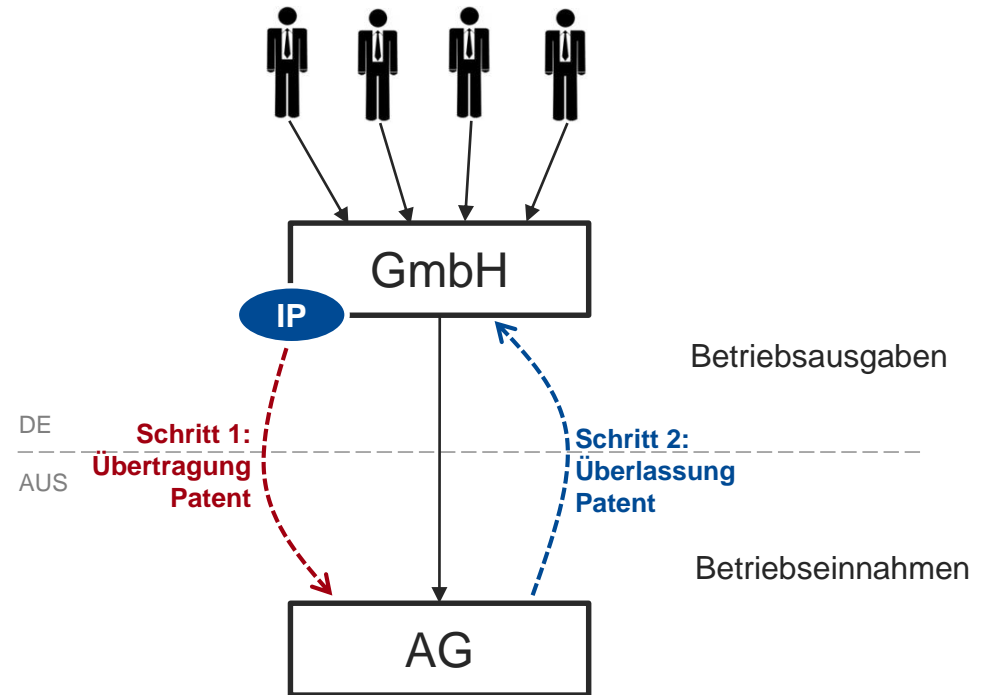 GmbH
IP
Betriebsausgaben
DE
AUS
Schritt 1:
Übertragung
Patent
Schritt 2:
Überlassung
Patent
Betriebseinnahmen
AG